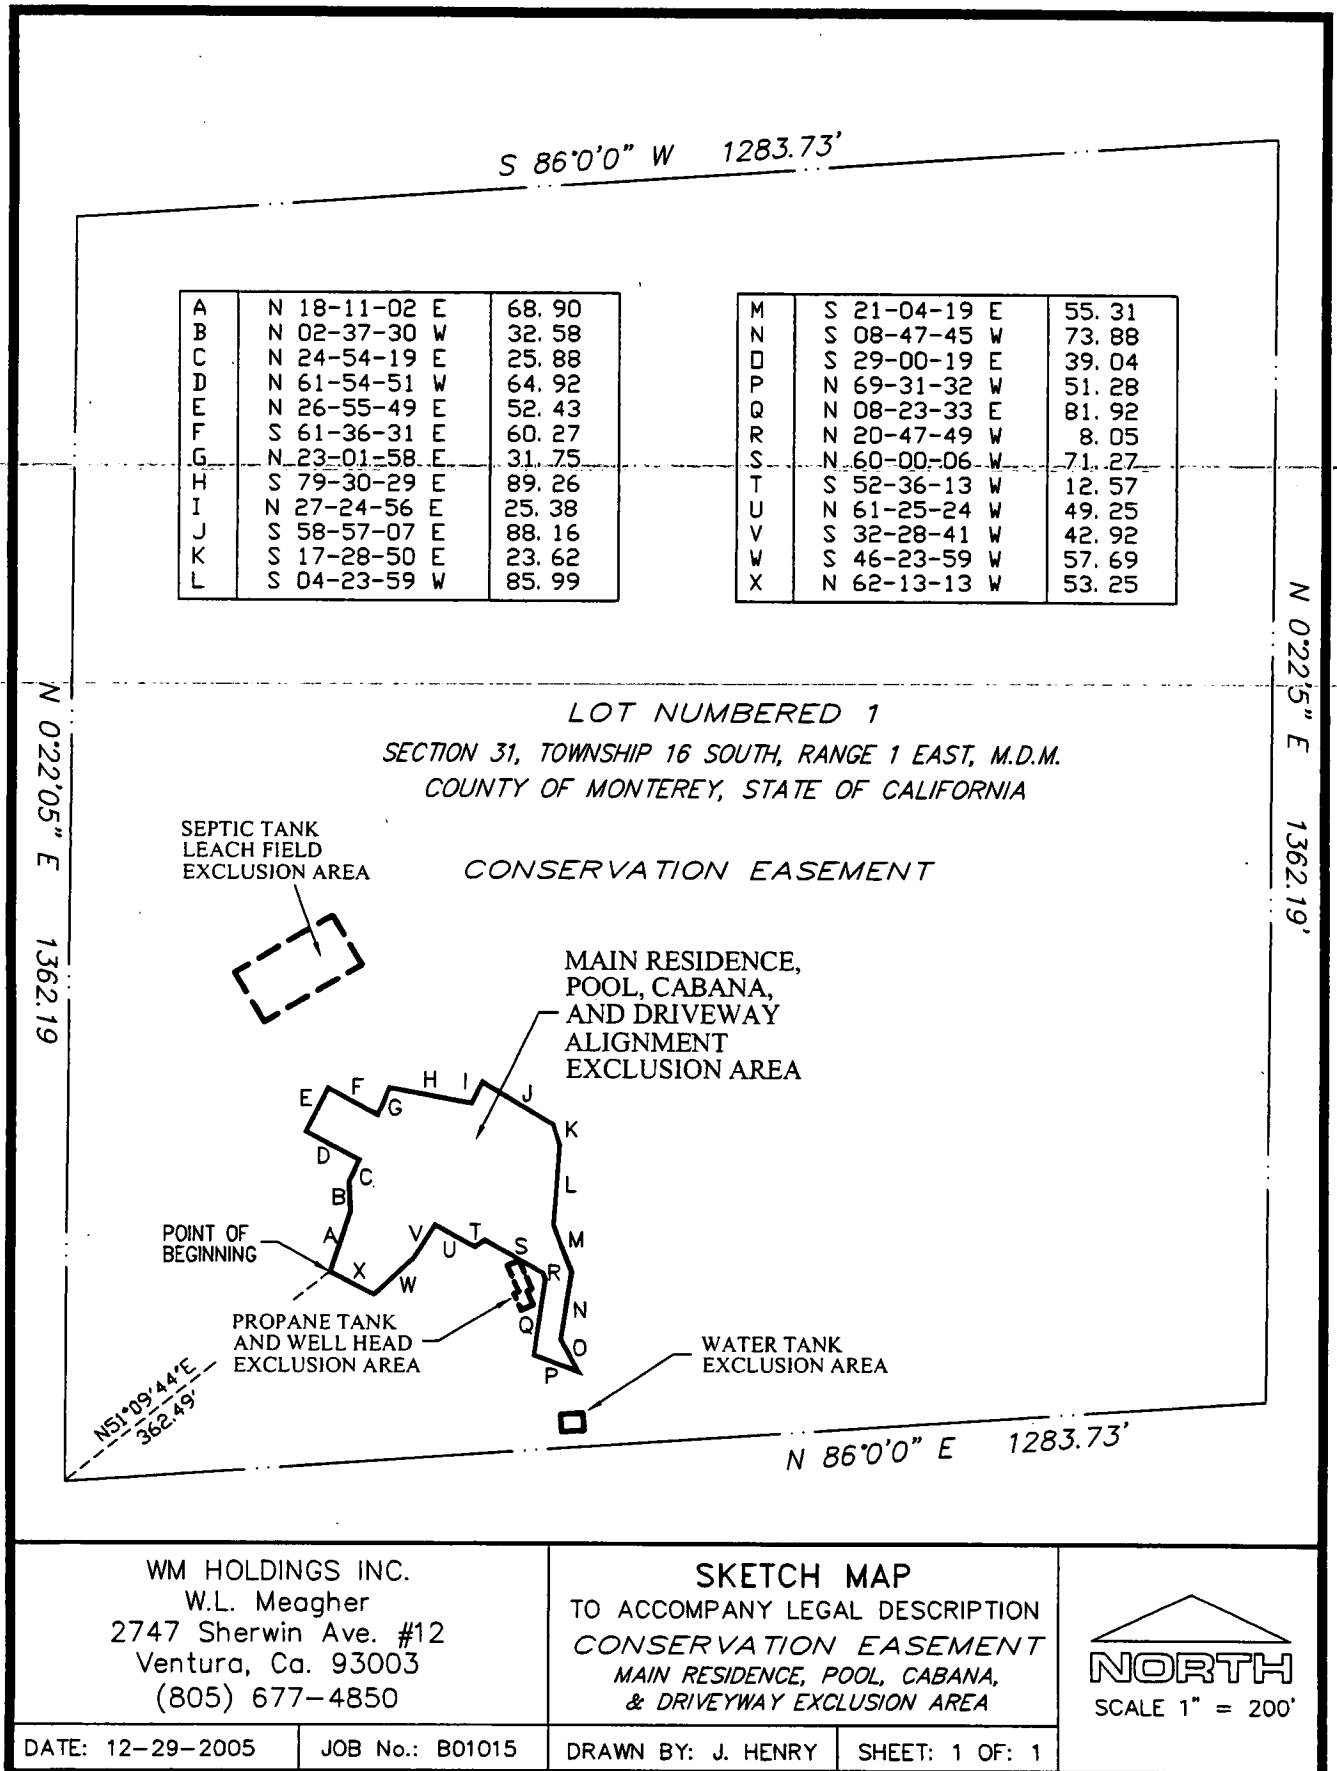 S 86°0'0" W 1283.73'
A N 18-11-02 E 68.90
B N 02-37-30 W 32.58
C N 24-54-19 E 25.88
D N 61-54-51 W 64.92
E N 26-55-49 E 52.43
F S 61-36-31 E 60.27
G N 23-01-58 E 31.75
H S 79-30-29 E 89.26
I N 27-24-56 E 25.38
J S 58-57-07 E 88.16
K S 17-28-50 E 23.62
L S 04-23-59 W 85.99
M S 21-04-19 E 55.31
N S 08-47-45 W 73.88
O S 29-00-19 E 39.04
P N 69-31-32 W 51.28
Q N 08-23-33 E 81.92
R N 20-47-49 W 8.05
S N 60-00-06 W 71.27
T S 52-36-13 W 12.57
U N 61-25-24 W 49.25
V S 32-28-41 W 42.92
W S 46-23-59 W 57.69
X N 62-13-13 W 53.25
N 0°22'05" E 1362.19
N 0°22'5" E 1362.19'
LOT NUMBERED 1
SECTION 31, TOWNSHIP 16 SOUTH, RANGE 1 EAST, M.D.M.
COUNTY OF MONTEREY, STATE OF CALIFORNIA
SEPTIC TANK
LEACH FIELD
EXCLUSION AREA
CONSERVATION EASEMENT
MAIN RESIDENCE,
POOL, CABANA,
AND DRIVEWAY
ALIGNMENT
EXCLUSION AREA
E
F
G
H
I
J
K
D
C
B
L
A
V
U
T
S
M
X
W
R
N
Q
O
P
POINT OF
BEGINNING
PROPANE TANK
AND WELL HEAD
EXCLUSION AREA
WATER TANK
EXCLUSION AREA
N51°09'44"E
362.49'
N 86°0'0" E 1283.73'
WM HOLDINGS INC.
W.L. Meagher
2747 Sherwin Ave. #12
Ventura, Ca. 93003
(805) 677-4850
SKETCH MAP
TO ACCOMPANY LEGAL DESCRIPTION
CONSERVATION EASEMENT
MAIN RESIDENCE, POOL, CABANA,
& DRIVEYWAY EXCLUSION AREA
NORTH
SCALE 1" = 200'
DATE: 12-29-2005
JOB No.: B01015
DRAWN BY: J. HENRY
SHEET: 1 OF: 1